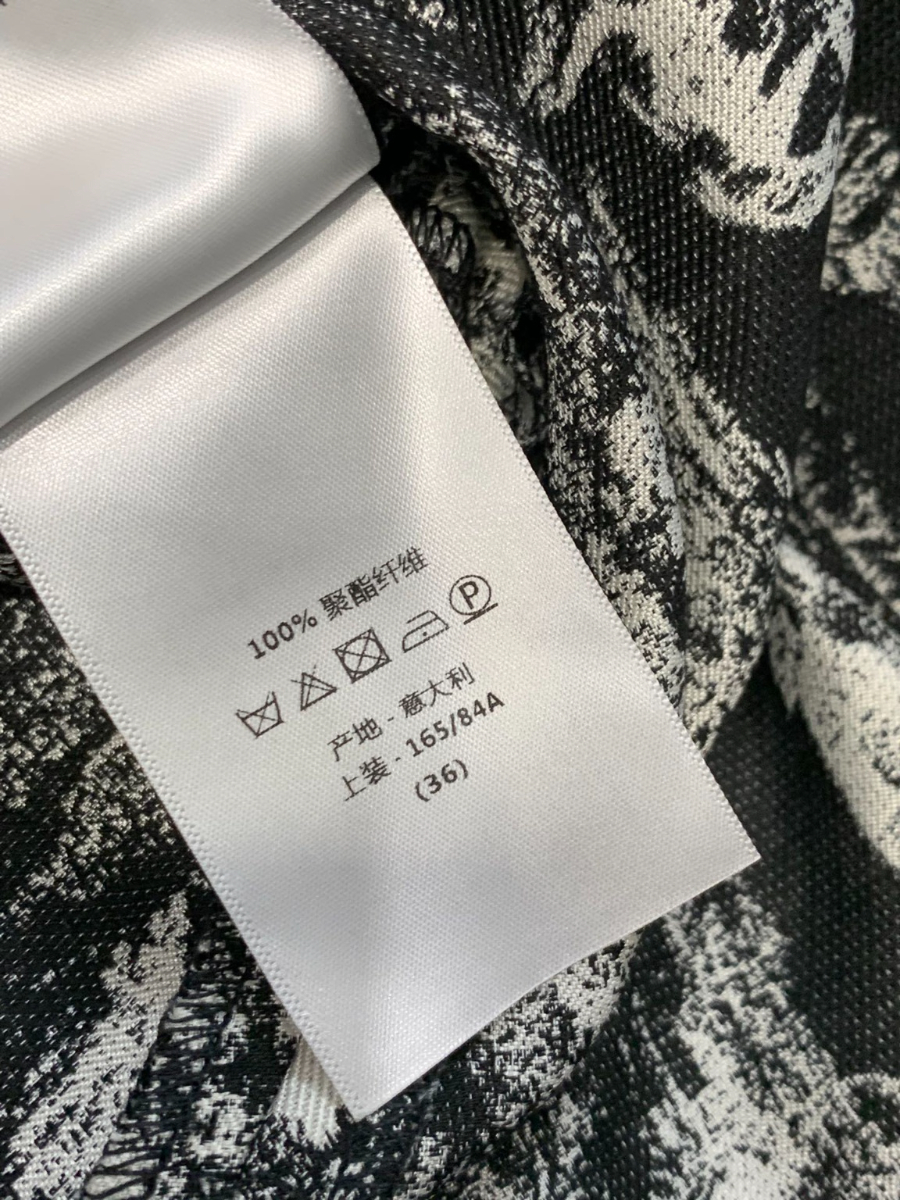 100% 聚酯纤维
P
产地 - 意大利
上装 - 165/84A
(36)